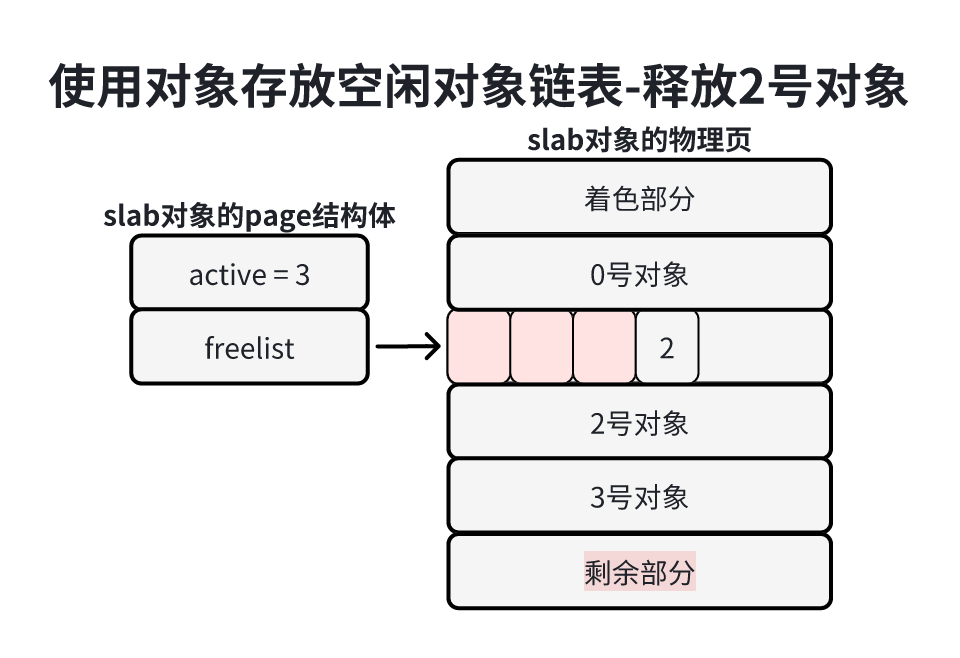 使用对象存放空闲对象链表-释放2号对象
slab对象的物理页
着色部分
slab对象的page结构体
active = 3
0号对象
freelist
2
2号对象
3号对象
剩余部分